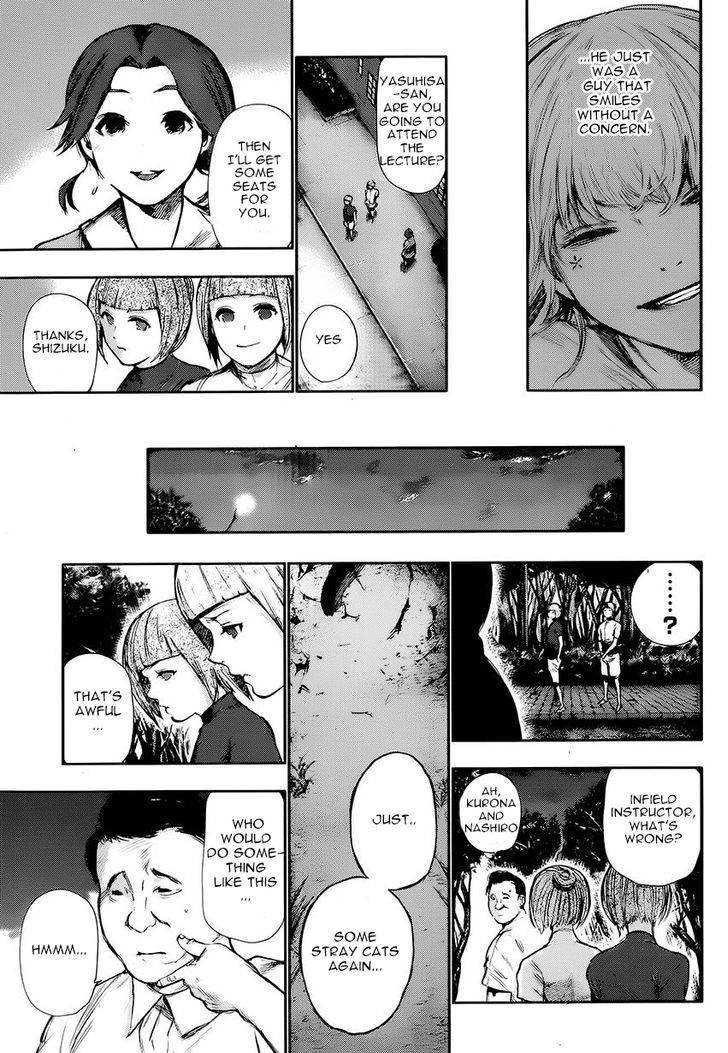 ...HE JUST
WAS A
GUY THAT
SMILES
WITHOUT A
CONCERN.
YASUHISA
-SAN,
ARE YOU
GOING TO
ATTEND
THE
LECTURE?
YES
THEN
I'LL GET
SOME
SEATS
FOR
YOU.
THANKS,
SHIZUKU.
......
?
INFIELD
INSTRUCTOR,
WHAT'S
WRONG?
AH,
KURONA
AND
NASHIRO
JUST..
SOME
STRAY CATS
AGAIN...
THAT'S
AWFUL
...
WHO
WOULD
DO SOME-
THING
LIKE THIS
...
HMMM...